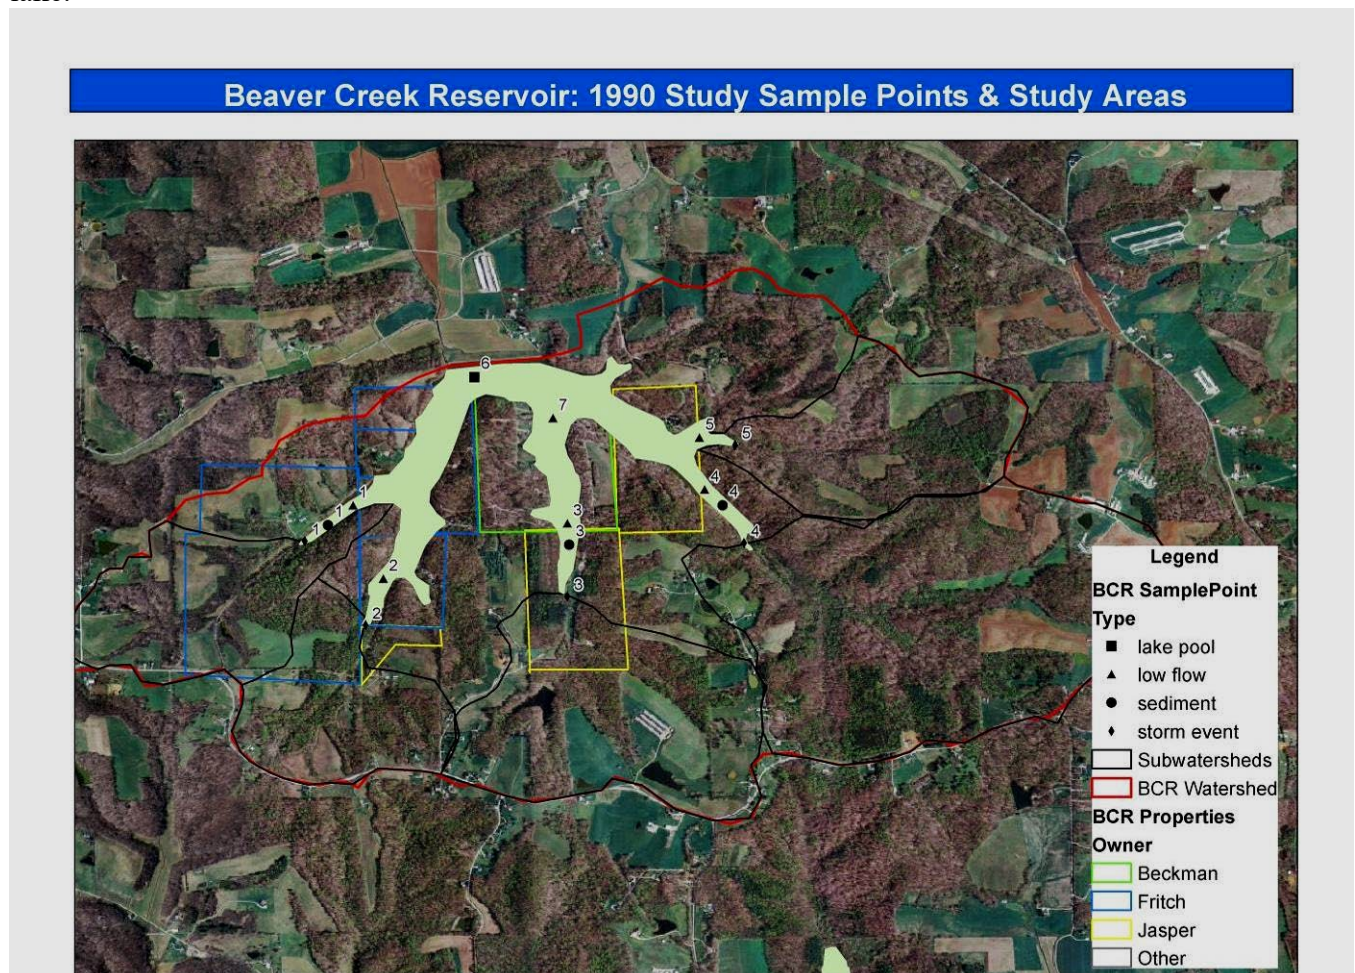 Beaver Creek Reservoir: 1990 Study Sample Points & Study Areas
6
7
5
5
4
4
1
1
3
1
3
4
2
3
2
Legend
BCR SamplePoint
Type
lake pool
low flow
sediment
storm event
Subwatersheds
BCR Watershed
BCR Properties
Owner
Beckman
Fritch
Jasper
Other